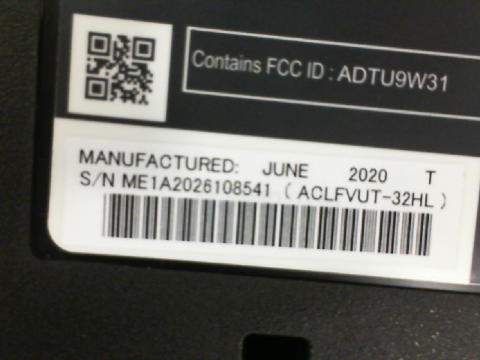 Contains FCC ID : ADTU9W31
MANUFACTURED: JUNE 2020 T
S/N ME1A2026108541 ( ACLFVUT-32HL )